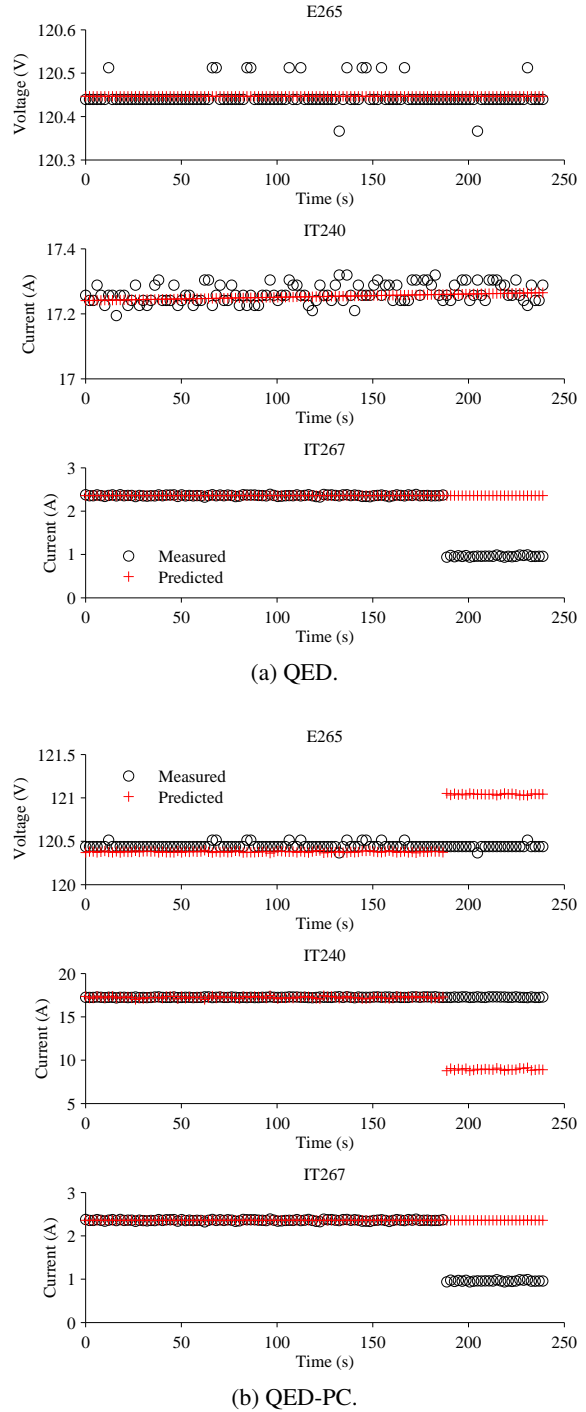 E265
120.6
120.5
120.4
120.3
Voltage (V)
0 50 100 150 200 250
Time (s)
IT240
17.4
17.2
17
Current (A)
0 50 100 150 200 250
Time (s)
IT267
3
2
1
0
Current (A)
Measured
Predicted
0 50 100 150 200 250
Time (s)
(a) QED.
E265
121.5
121
120.5
120
Voltage (V)
Measured
Predicted
0 50 100 150 200 250
Time (s)
IT240
20
15
10
5
Current (A)
0 50 100 150 200 250
Time (s)
IT267
3
2
1
0
Current (A)
0 50 100 150 200 250
Time (s)
(b) QED-PC.